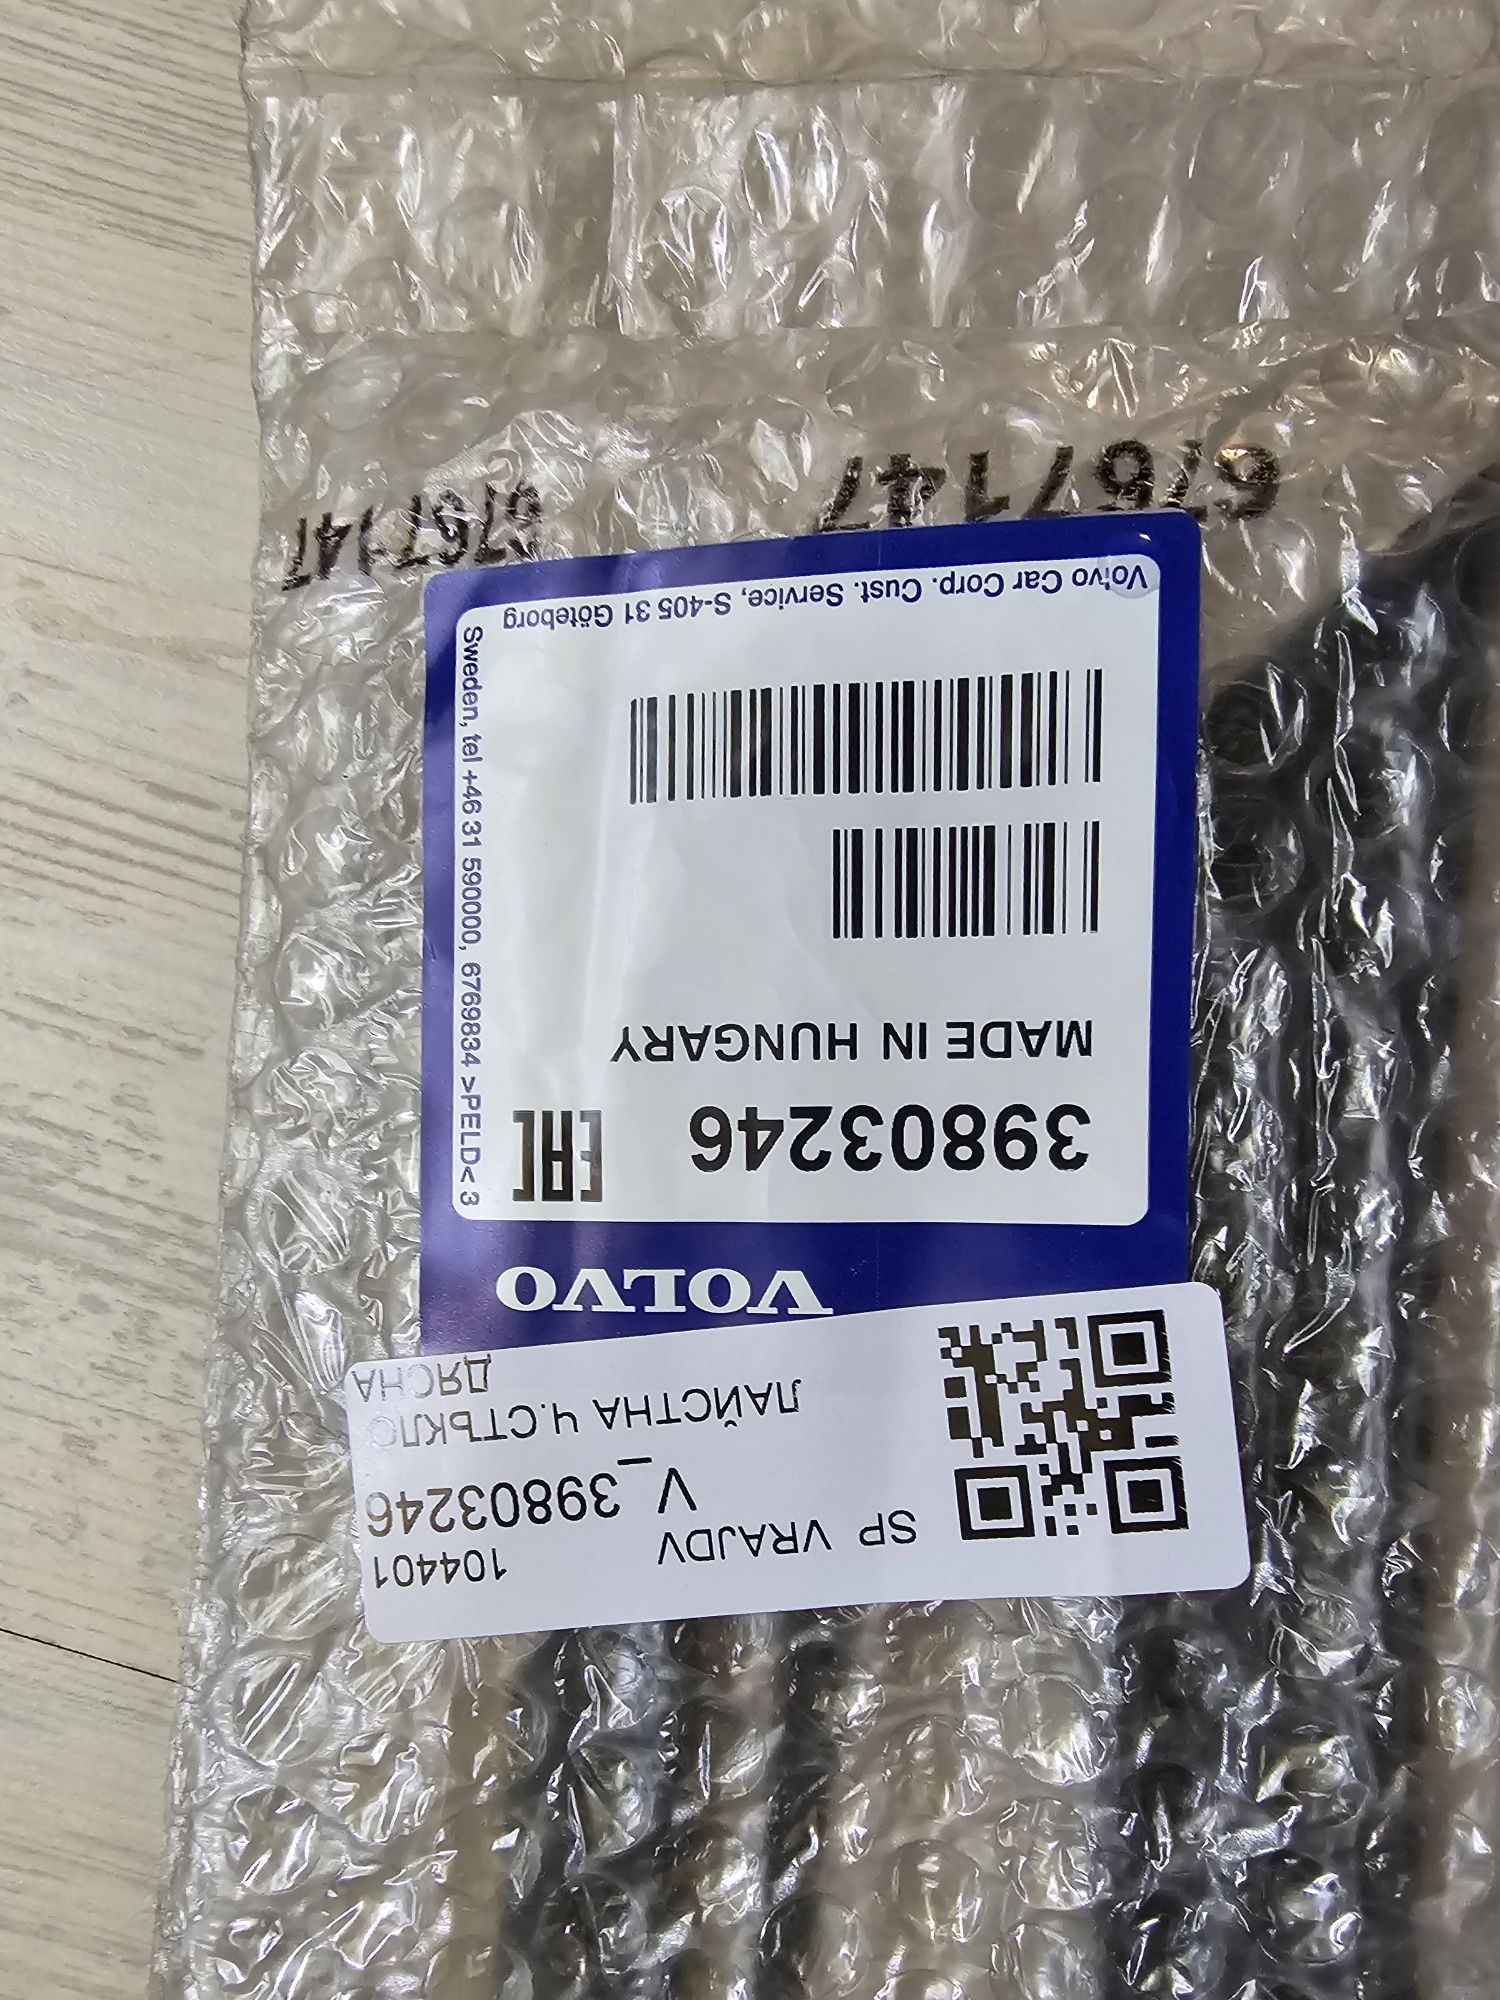 SP VRAJDV 104401
V_39803246
ЛАЙСТНА Ч.СТЪКЛО
ДЯСНА
VOLVO
39803246 EAC
MADE IN HUNGARY
Volvo Car Corp. Cust. Service, S-405 31 Göteborg
Sweden, tel +46 31 590000, 6769834 >PELD< 3
6767147 6767147